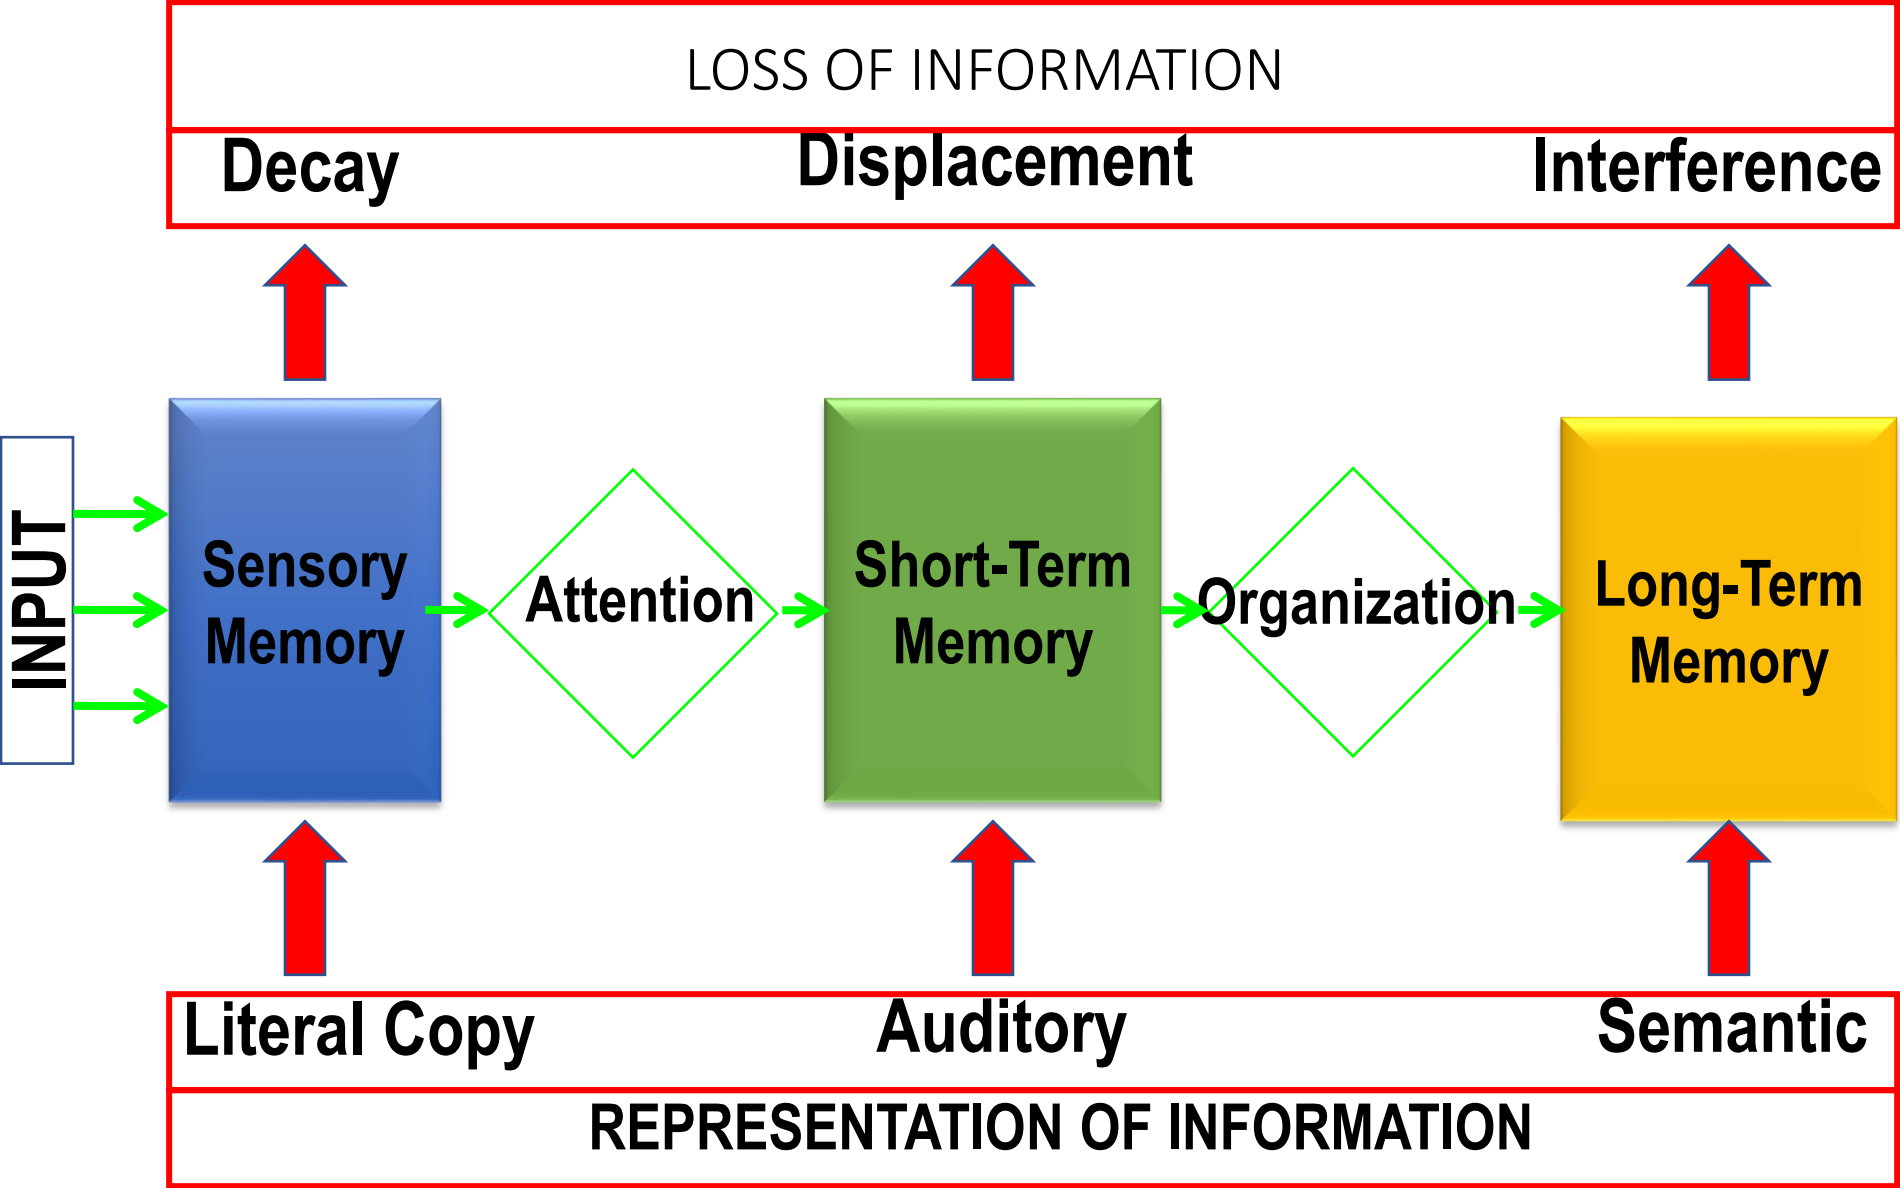 LOSS OF INFORMATION
Decay
Displacement
Interference
INPUT
Sensory
Memory
Attention
Short-Term
Memory
Organization
Long-Term
Memory
Literal Copy
Auditory
Semantic
REPRESENTATION OF INFORMATION